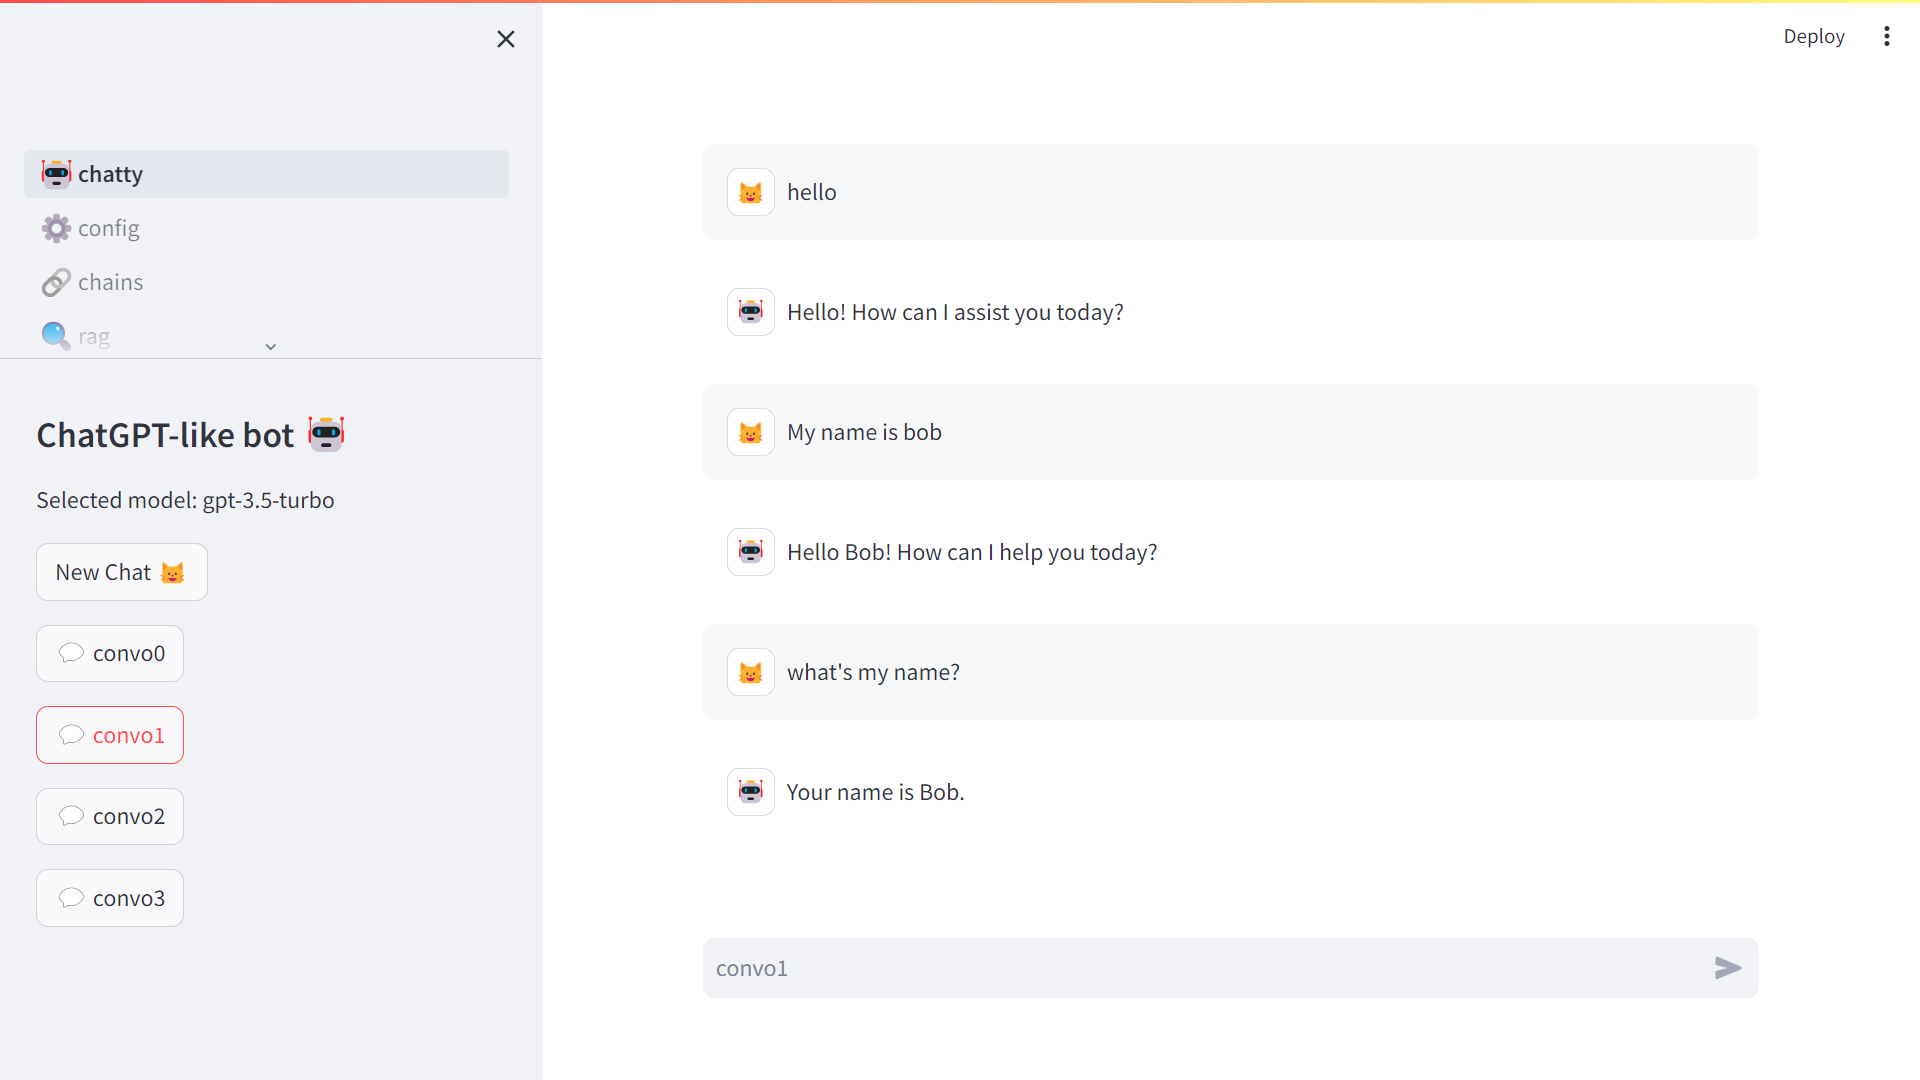 Deploy
chatty
config
chains
rag
ChatGPT-like bot
Selected model: gpt-3.5-turbo
New Chat
convo0
convo1
convo2
convo3
hello
Hello! How can I assist you today?
My name is bob
Hello Bob! How can I help you today?
what's my name?
Your name is Bob.
convo1